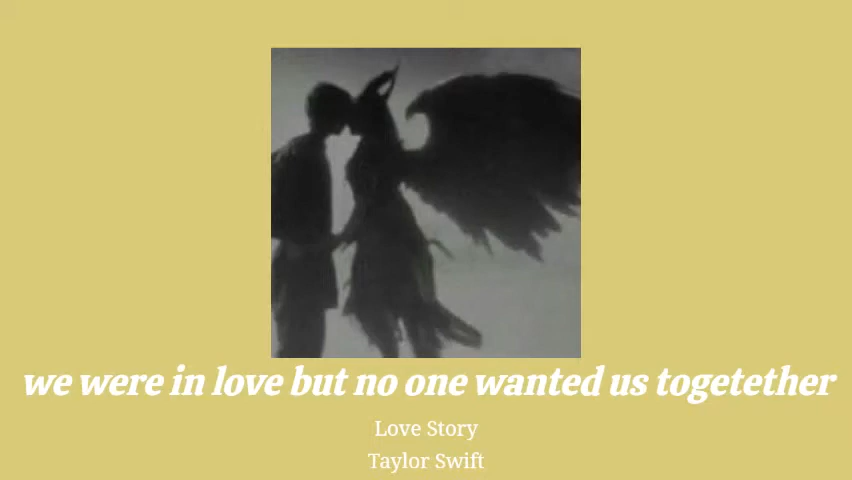 we were in love but no one wanted us togetether
Love Story
Taylor Swift